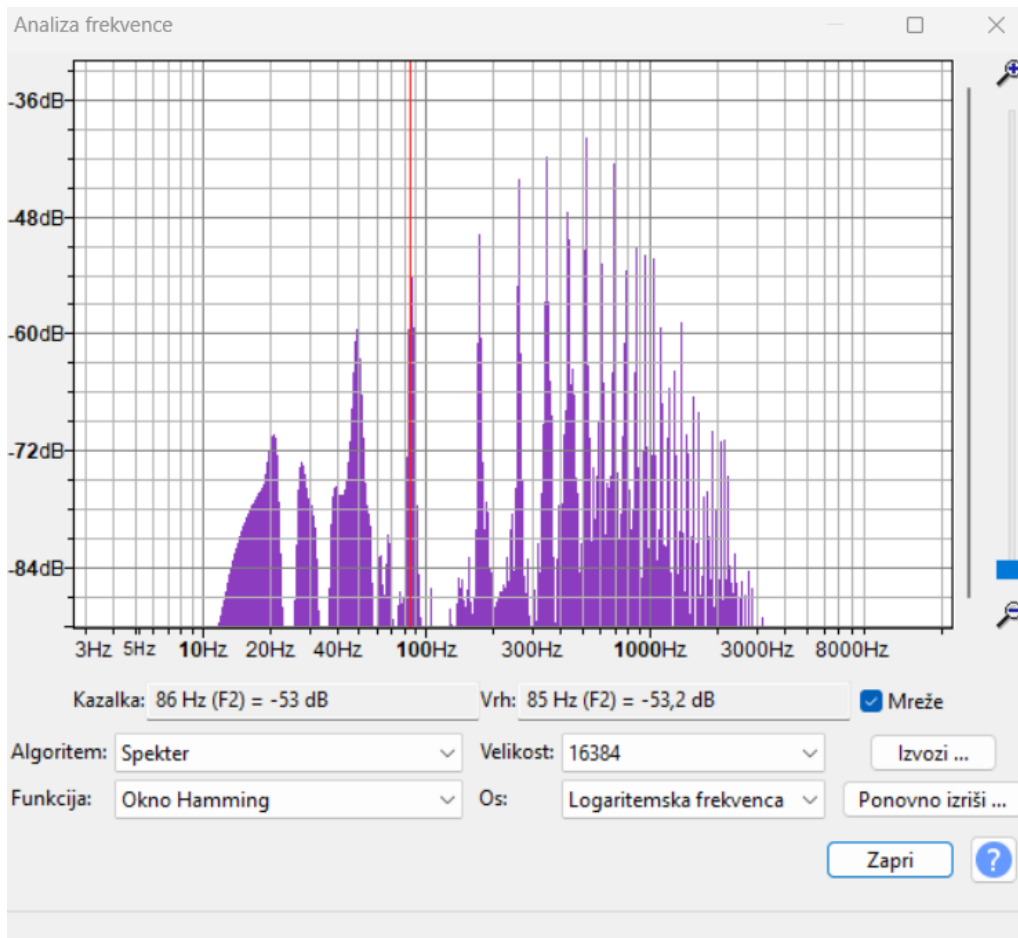 Analiza frekvence
-36dB
-48dB
-60dB
-72dB
-84dB
3Hz 5Hz 10Hz 20Hz 40Hz 100Hz 300Hz 1000Hz 3000Hz 8000Hz
Kazalka: 86 Hz (F2) = -53 dB Vrh: 85 Hz (F2) = -53,2 dB Mreže
Algoritem: Spekter Velikost: 16384 Izvozi ...
Funkcija: Okno Hamming Os: Logaritemska frekvenca Ponovno izriši ...
Zapri ?